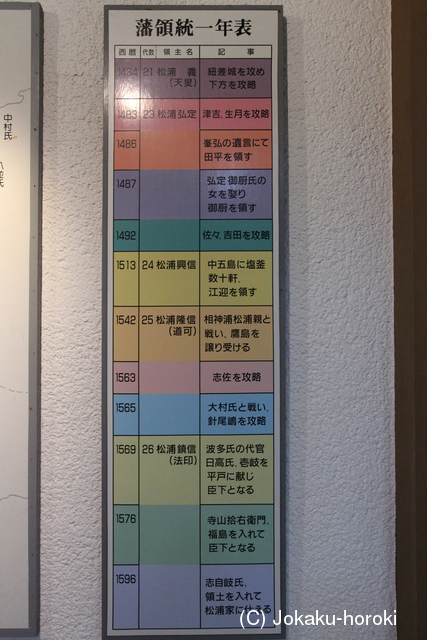 藩領統一年表
西暦 代数 領主名 記事
1434 21 松浦 義 紐差城を攻め
(天叟) 下方を攻略
1483 23 松浦弘定 津吉、生月を攻略
1486 峯弘の遺言にて
田平を領す
1487 弘定 御厨氏の
女を娶り
御厨を領す
1492 佐々、吉田を攻略
1513 24 松浦興信 中五島に塩釜
数十軒、
江迎を領す
1542 25 松浦隆信 相神浦松浦親と
(道可) 戦い、鷹島を
譲り受ける
1563 志佐を攻略
1565 大村氏と戦い、
針尾嶋を攻略
1569 26 松浦鎮信 波多氏の代官
(法印) 日高氏、壱岐を
平戸に献じ
臣下となる
1576 寺山拾右衛門、
福島を入れて
臣下となる
1596 志自岐氏、
領土を入れて
松浦家に仕える
中村氏
(C) Jokaku-horoki